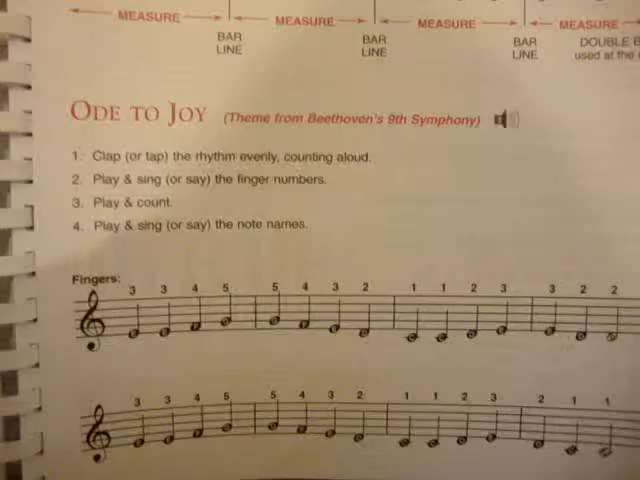 MEASURE MEASURE MEASURE MEASURE
BAR LINE BAR LINE BAR LINE DOUBLE
used at the
ODE TO JOY (Theme from Beethoven's 9th Symphony)
1. Clap (or tap) the rhythm evenly, counting aloud.
2. Play & sing (or say) the finger numbers.
3. Play & count.
4. Play & sing (or say) the note names.
Fingers:
3 3 4 5 5 4 3 2 1 1 2 3 3 2 2
3 3 4 5 5 4 3 2 1 1 2 3 2 1 1